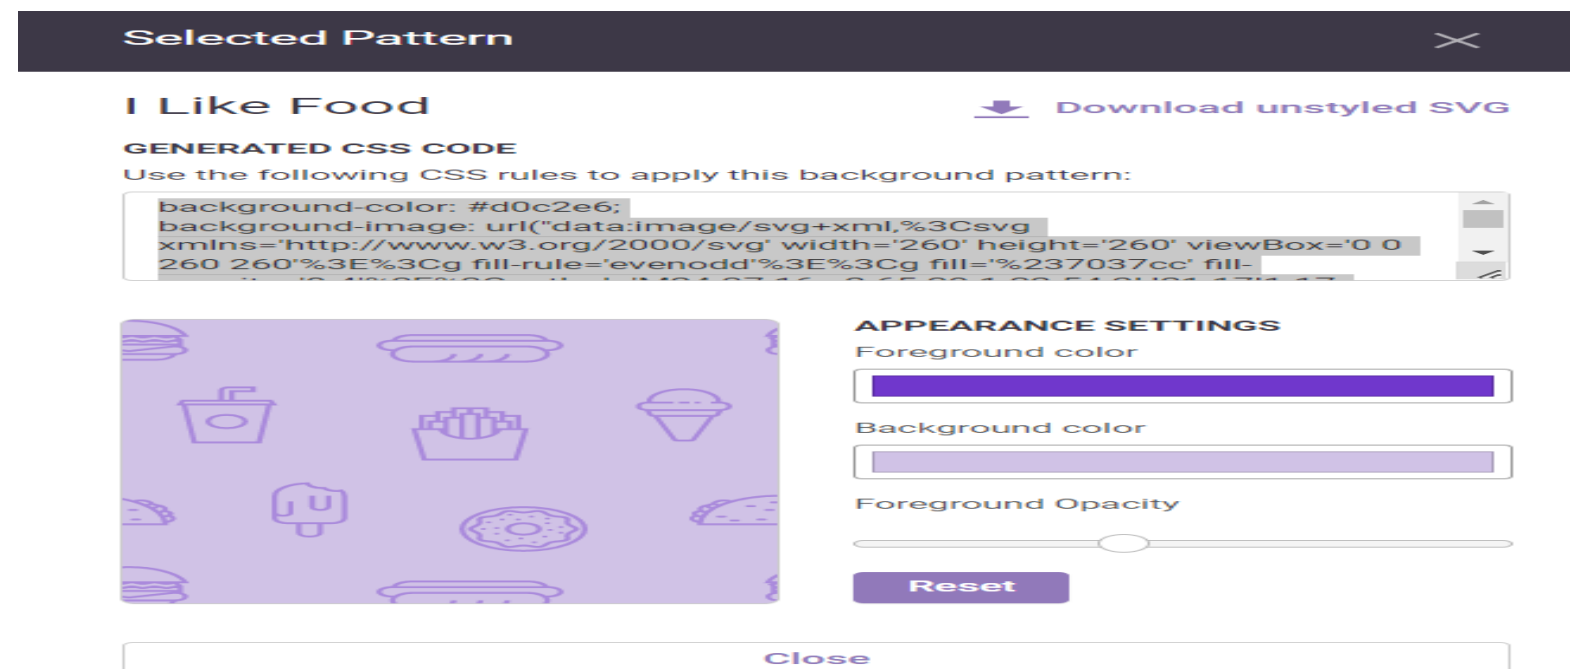 Selected Pattern
I Like Food
Download unstyled SVG
GENERATED CSS CODE
Use the following CSS rules to apply this background pattern:
background-color: #d0c2e6;
background-image: url("data:image/svg+xml,%3Csvg
xmlns='http://www.w3.org/2000/svg' width='260' height='260' viewBox='0 0
260 260'%3E%3Cg fill-rule='evenodd'%3E%3Cg fill='%237037cc' fill-
APPEARANCE SETTINGS
Foreground color
Background color
Foreground Opacity
Reset
Close